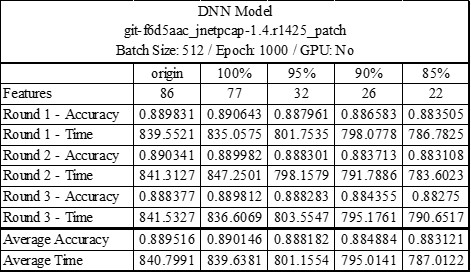 DNN Model
git-f6d5aac_jnetpcap-1.4.r1425_patch
Batch Size: 512 / Epoch: 1000 / GPU: No
origin 100% 95% 90% 85%
Features 86 77 32 26 22
Round 1 - Accuracy 0.889831 0.890643 0.887961 0.886583 0.883505
Round 1 - Time 839.5521 835.0575 801.7535 798.0778 786.7825
Round 2 - Accuracy 0.890341 0.889982 0.888301 0.883713 0.883108
Round 2 - Time 841.3127 847.2501 798.1579 791.7886 783.6023
Round 3 - Accuracy 0.888377 0.889812 0.888283 0.884355 0.88275
Round 3 - Time 841.5327 836.6069 803.5547 795.1761 790.6517
Average Accuracy 0.889516 0.890146 0.888182 0.884884 0.883121
Average Time 840.7991 839.6381 801.1554 795.0141 787.0122